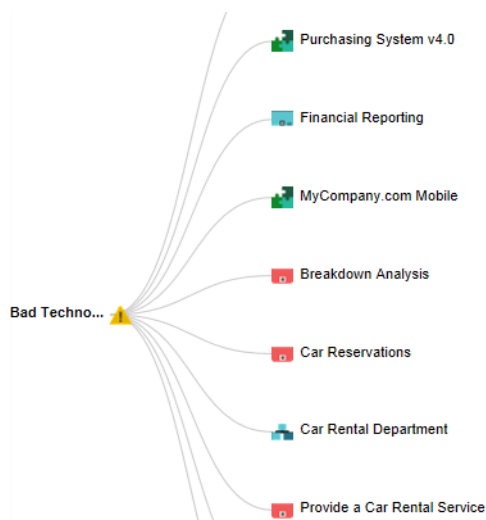 Purchasing System v4.0
Financial Reporting
MyCompany.com Mobile
Breakdown Analysis
Bad Techno...
Car Reservations
Car Rental Department
Provide a Car Rental Service